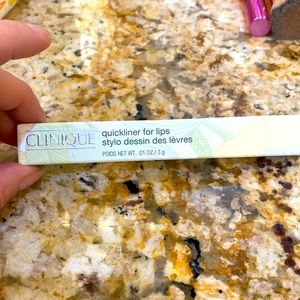 CLINIQUE
quickliner for lips
stylo dessin des lèvres
POIDS NET WT. .01 OZ / .3 g